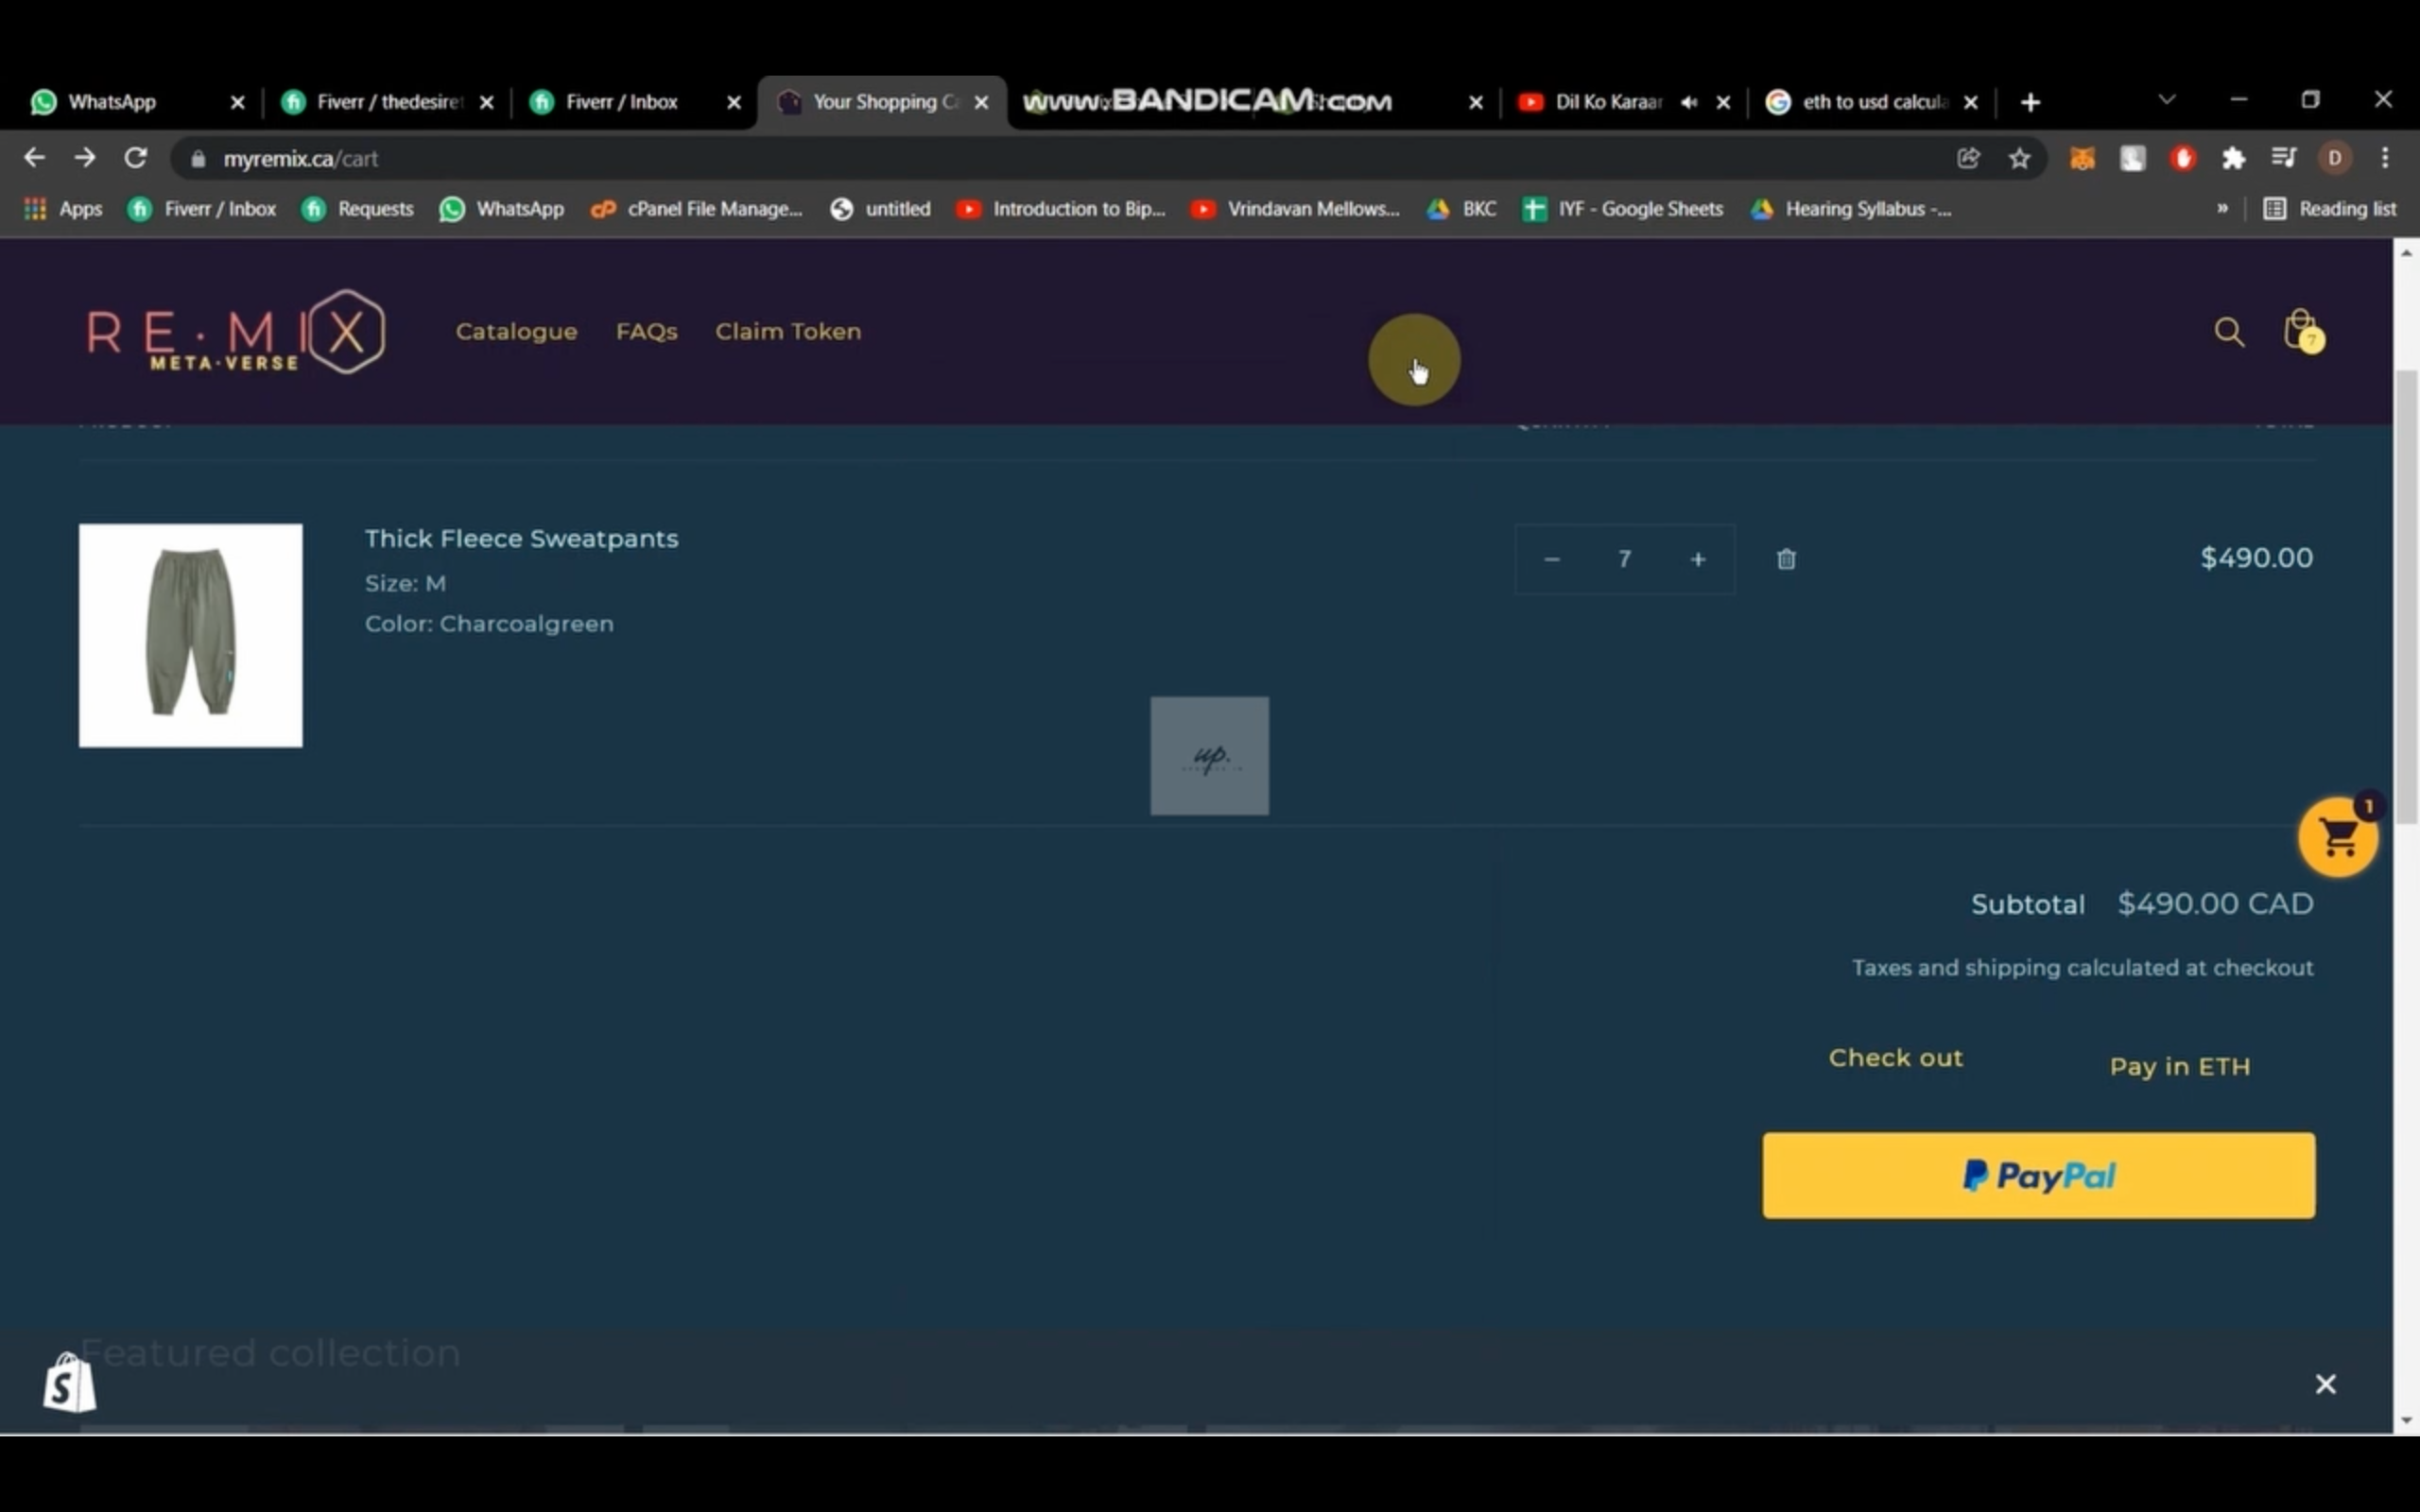 WhatsApp
Fiverr / thedesiret
Fiverr / Inbox
Your Shopping Ca
www.BANDICAM.com
Dil Ko Karaar
eth to usd calcula
myremix.ca/cart
D
Apps
Fiverr / Inbox
Requests
WhatsApp
cPanel File Manage...
untitled
Introduction to Bip...
Vrindavan Mellows...
BKC
IYF - Google Sheets
Hearing Syllabus -...
»
Reading list
RE·MIX
META·VERSE
Catalogue
FAQs
Claim Token
7
Thick Fleece Sweatpants
− 7 +
$490.00
Size: M
Color: Charcoalgreen
up.
1
Subtotal $490.00 CAD
Taxes and shipping calculated at checkout
Check out
Pay in ETH
PayPal
Featured collection